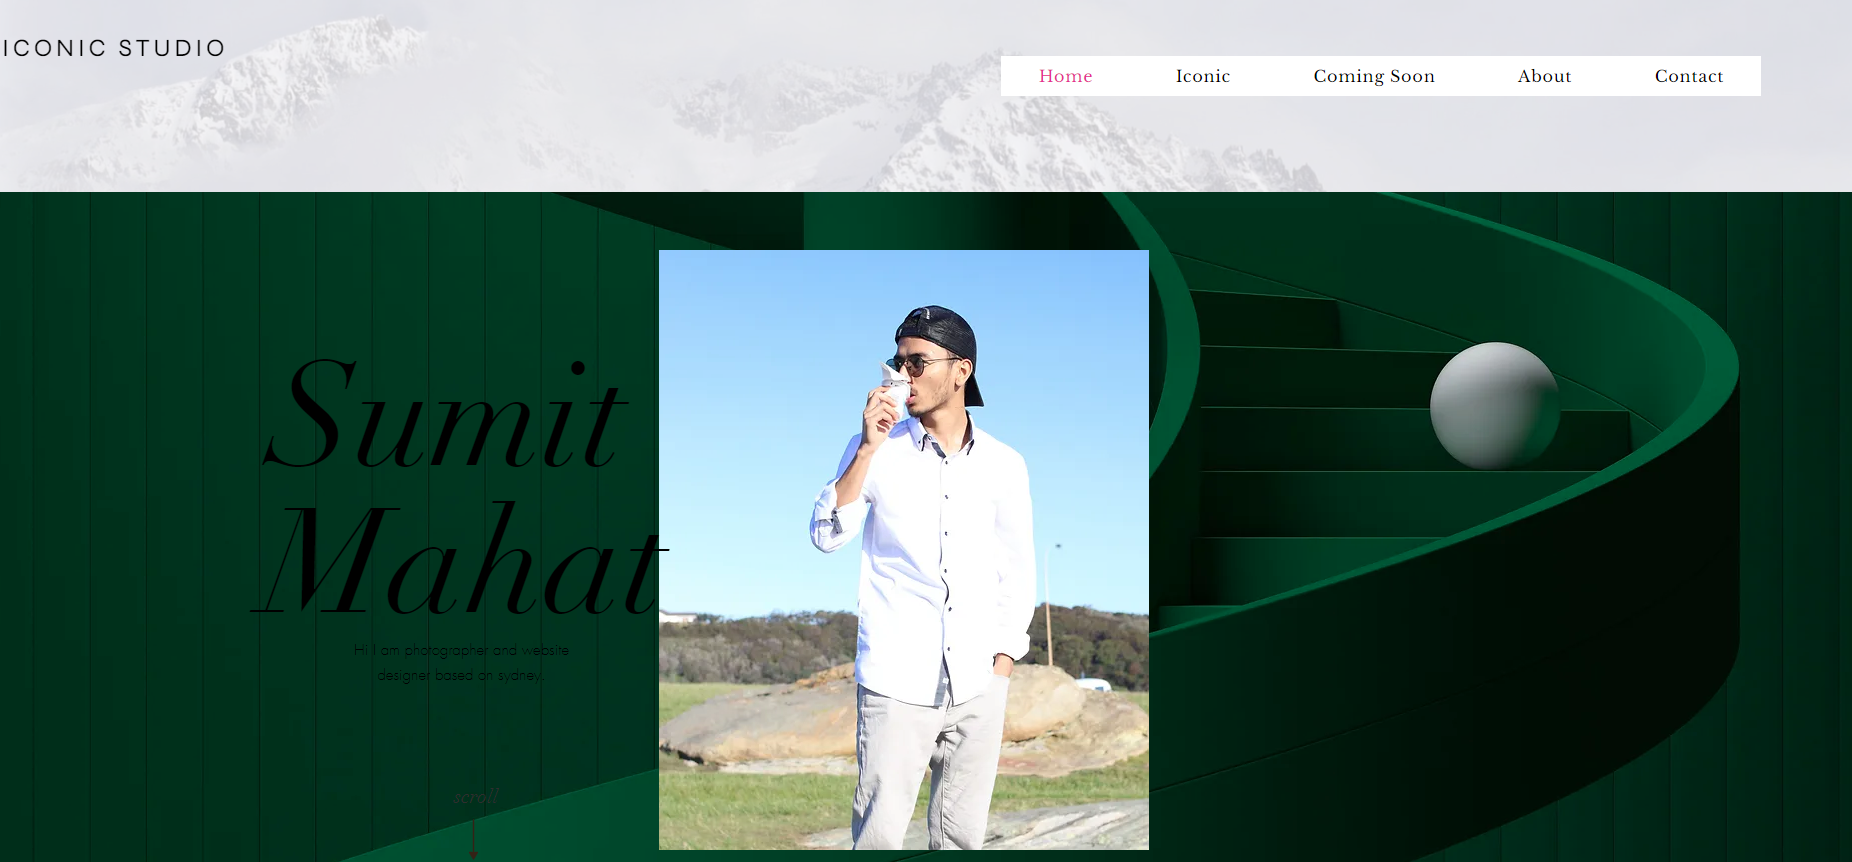 ICONIC STUDIO
Home Iconic Coming Soon About Contact
Sumit
Mahat
Hi I am photographer and website
designer based on sydney.
scroll